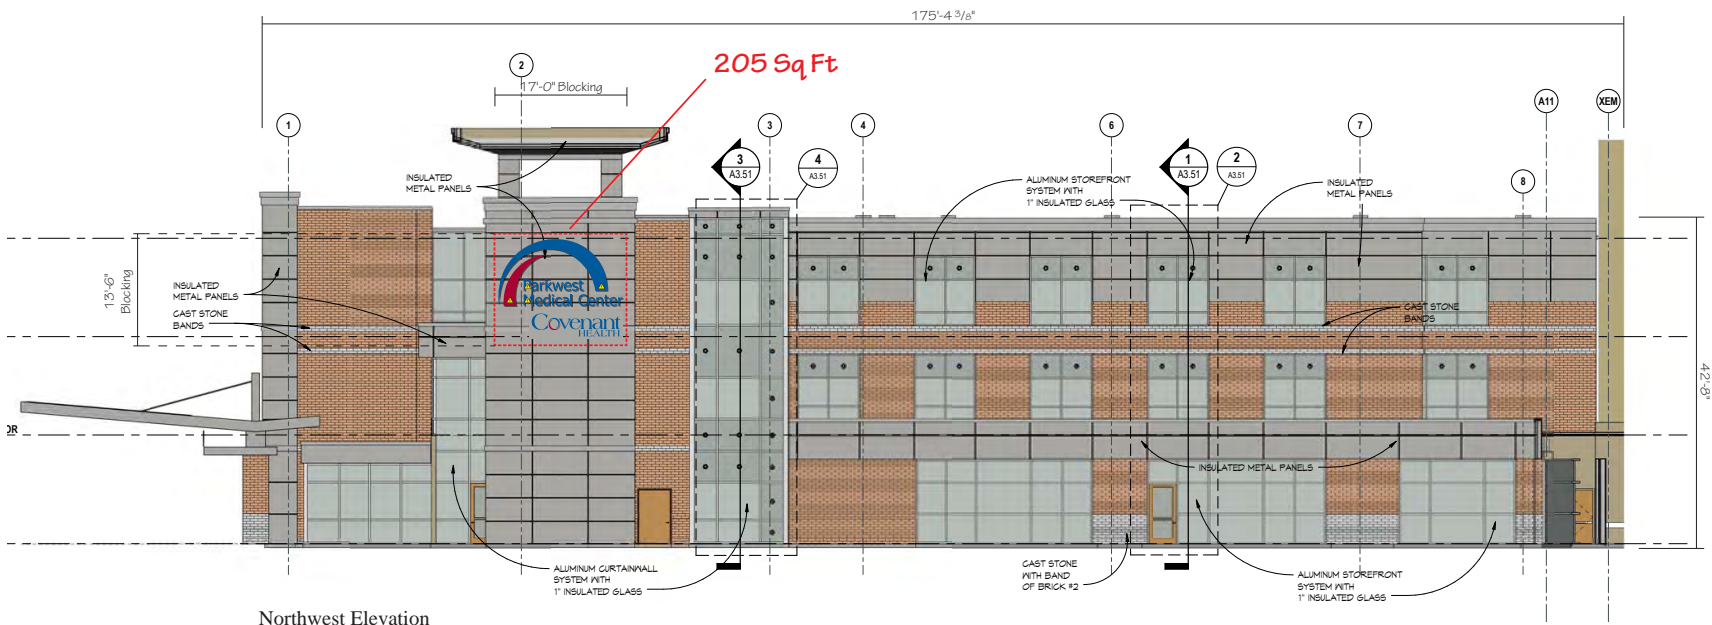 175'-4 3/8"
205 Sq Ft
2
17'-0" Blocking
A11
XEM
1
3
4
6
7
8
3
A3.51
4
A3.51
1
A3.51
2
A3.51
INSULATED
METAL PANELS
ALUMINUM STOREFRONT
SYSTEM WITH
1" INSULATED GLASS
INSULATED
METAL PANELS
13'-6"
Blocking
INSULATED
METAL PANELS
CAST STONE
BANDS
Parkwest
Medical Center
Covenant
HEALTH
CAST STONE
BANDS
42'-8"
OR
INSULATED METAL PANELS
ALUMINUM CURTAINWALL
SYSTEM WITH
1" INSULATED GLASS
CAST STONE
WITH BAND
OF BRICK #2
ALUMINUM STOREFRONT
SYSTEM WITH
1" INSULATED GLASS
Northwest Elevation